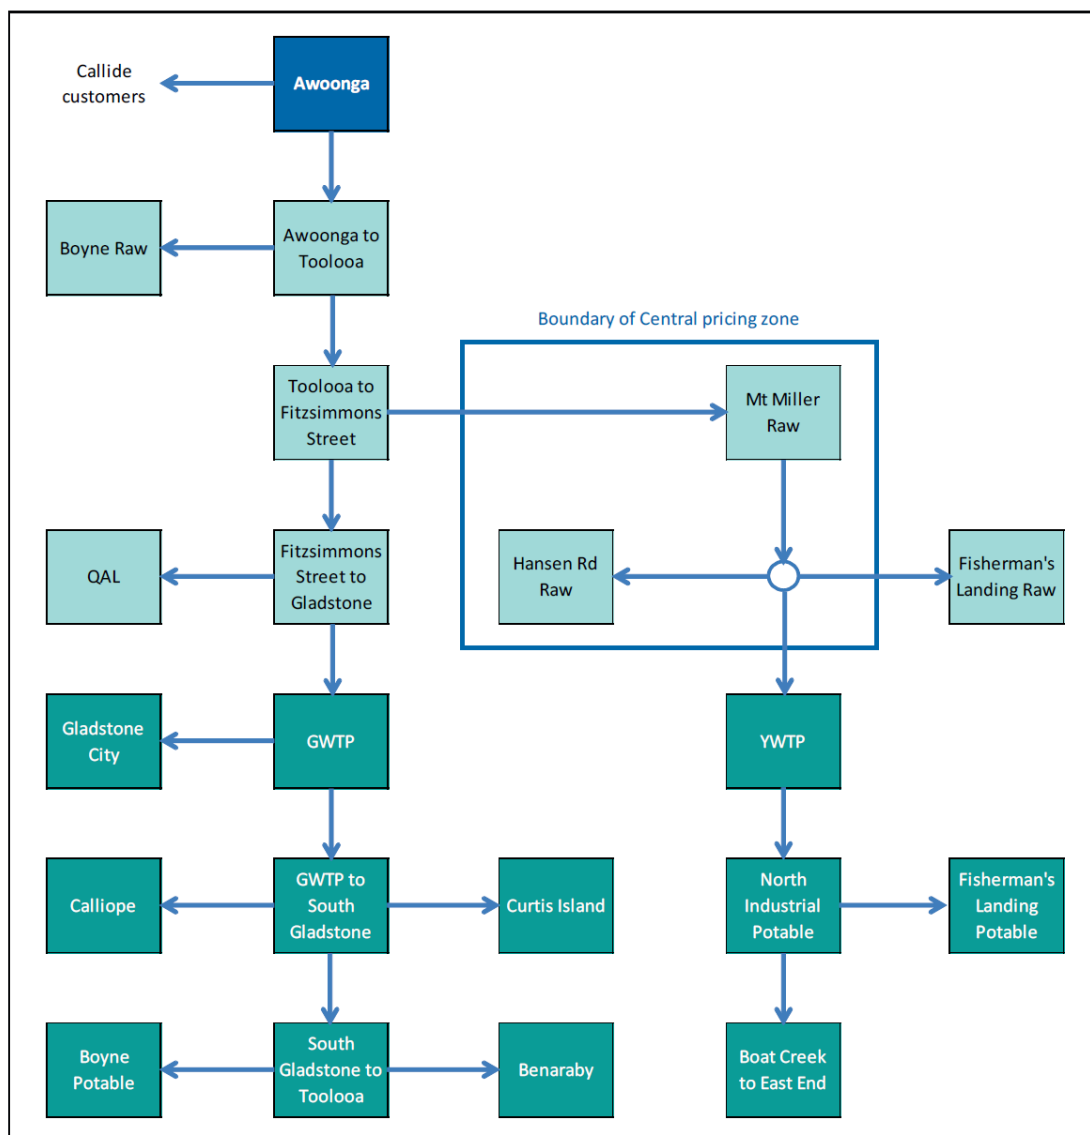 Callide
customers
Awoonga
Boyne Raw
Awoonga to
Toolooa
Boundary of Central pricing zone
Toolooa to
Fitzsimmons
Street
Mt Miller
Raw
QAL
Fitzsimmons
Street to
Gladstone
Hansen Rd
Raw
Fisherman's
Landing Raw
Gladstone
City
GWTP
YWTP
Calliope
GWTP to
South
Gladstone
Curtis Island
North
Industrial
Potable
Fisherman's
Landing
Potable
Boyne
Potable
South
Gladstone to
Toolooa
Benaraby
Boat Creek
to East End